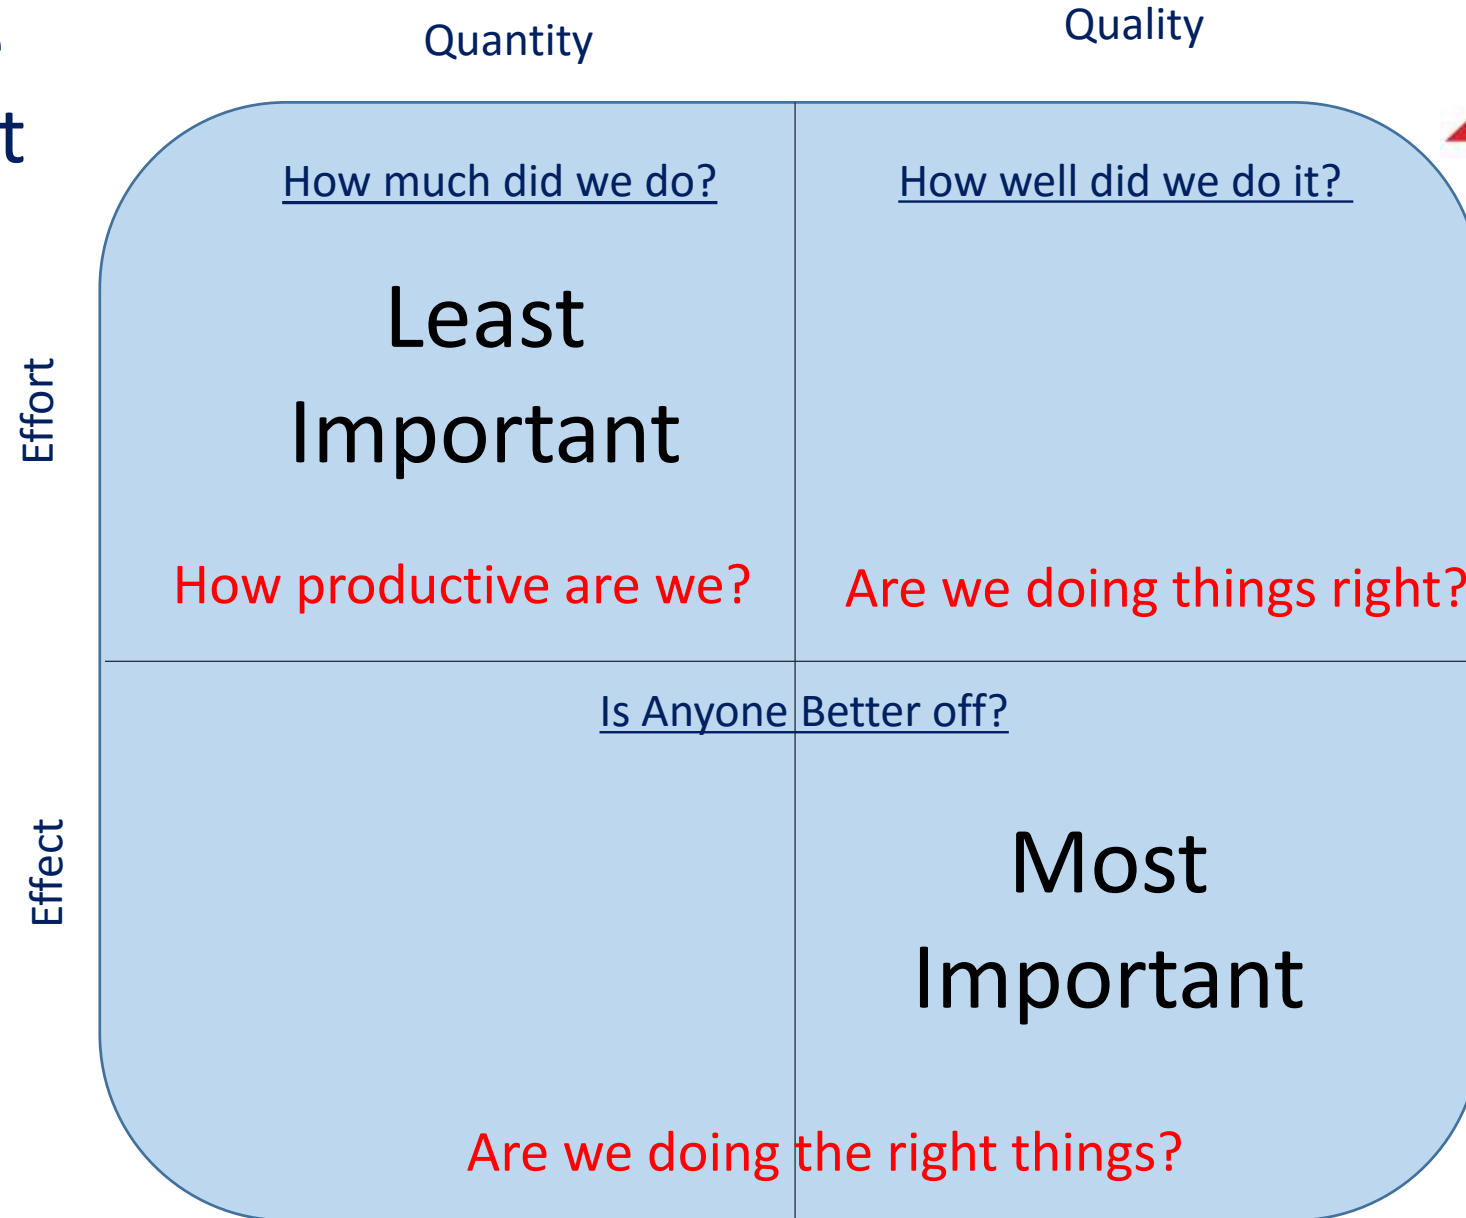 Quantity
Quality
t
How much did we do?
How well did we do it?
Least
Important
Effort
How productive are we?
Are we doing things right?
Is Anyone Better off?
Effect
Most
Important
Are we doing the right things?